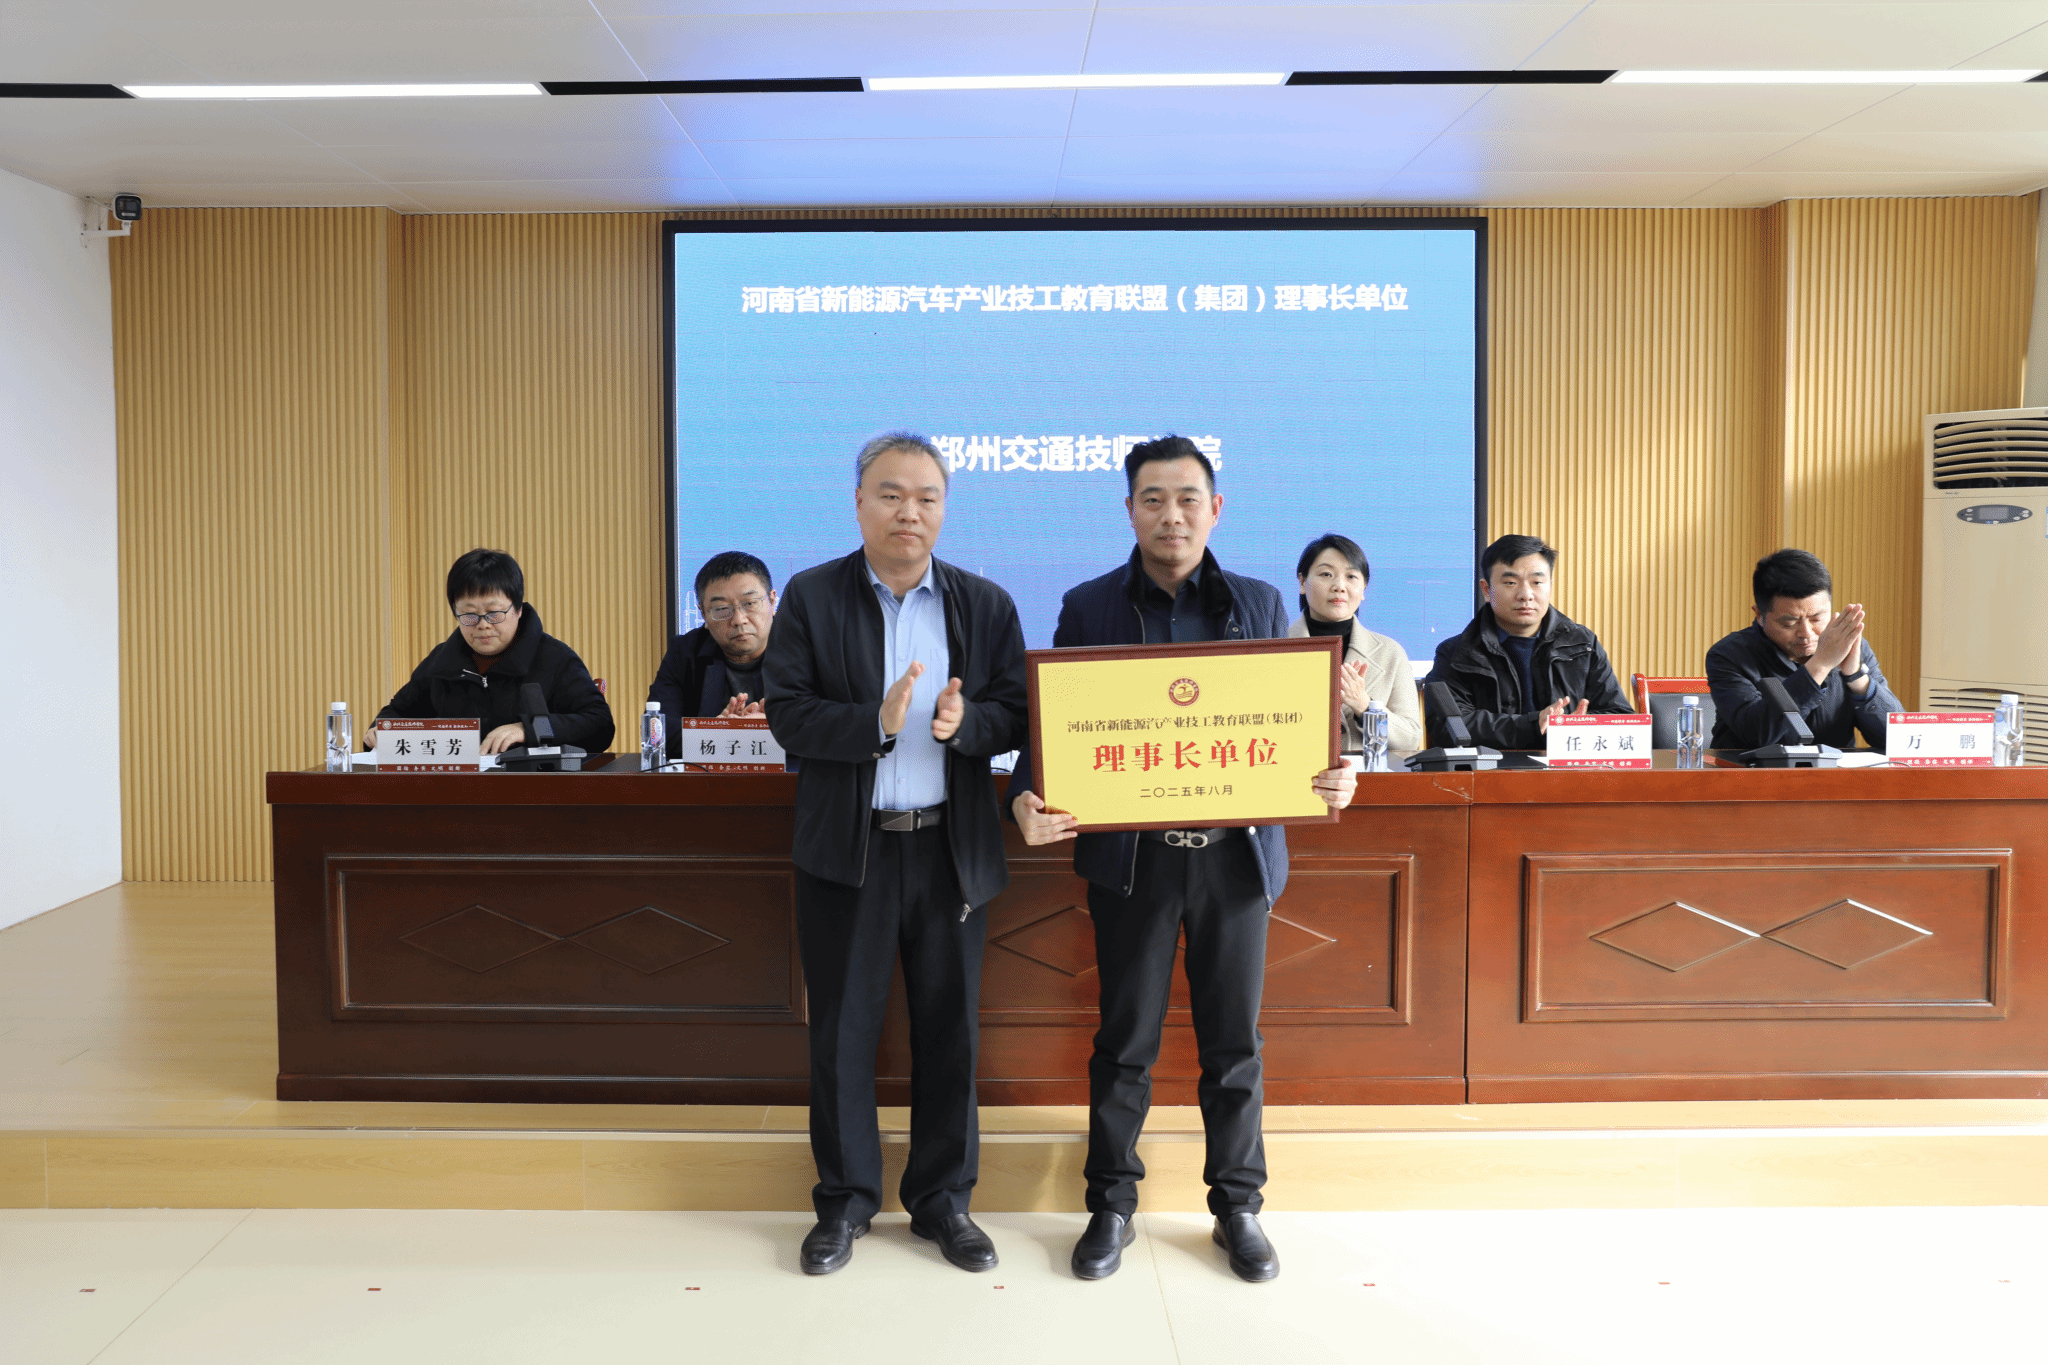 河南省新能源汽车产业技工教育联盟（集团）理事长单位
郑州交通技师 院
河南省新能源汽车产业技工教育联盟(集团)
理事长单位
二〇二五年八月
朱雪芳
杨子江
任永斌
万鹏